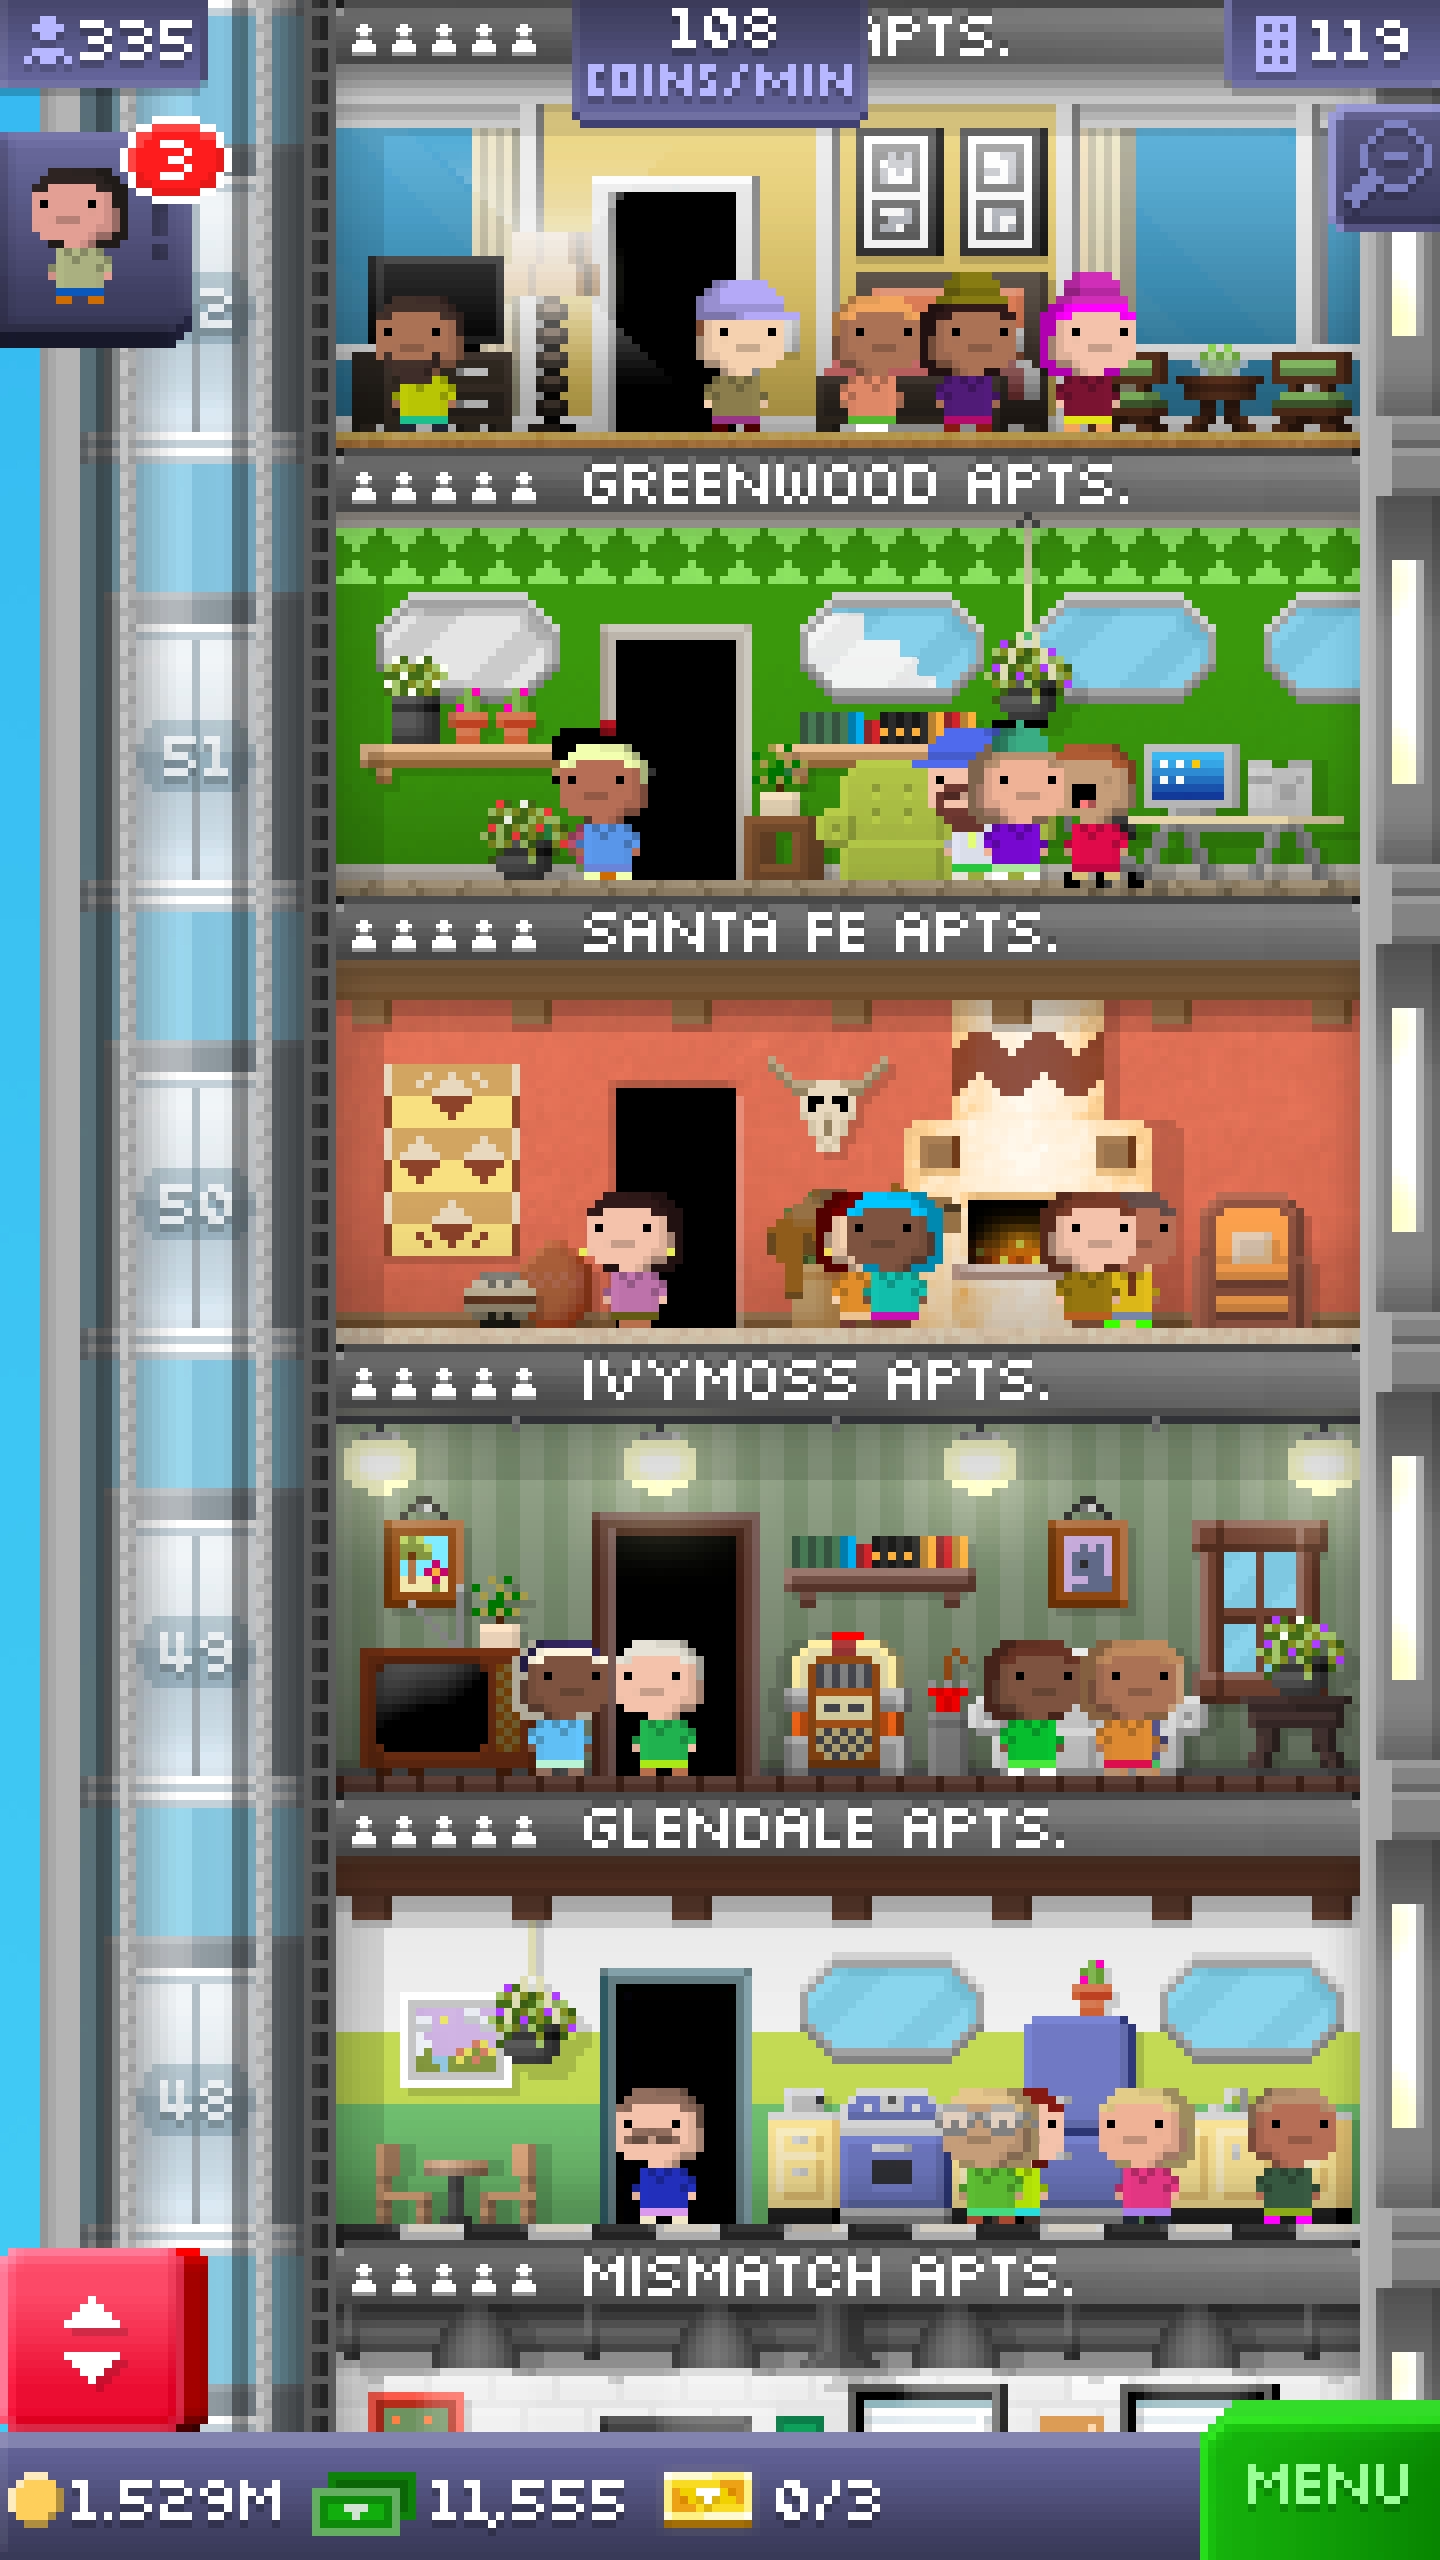 335
108
COINS/MIN
APTS.
119
3
2
GREENWOOD APTS.
51
SANTA FE APTS.
50
IVYMOSS APTS.
49
GLENDALE APTS.
48
MISMATCH APTS.
1.529M
11,555
0/3
MENU